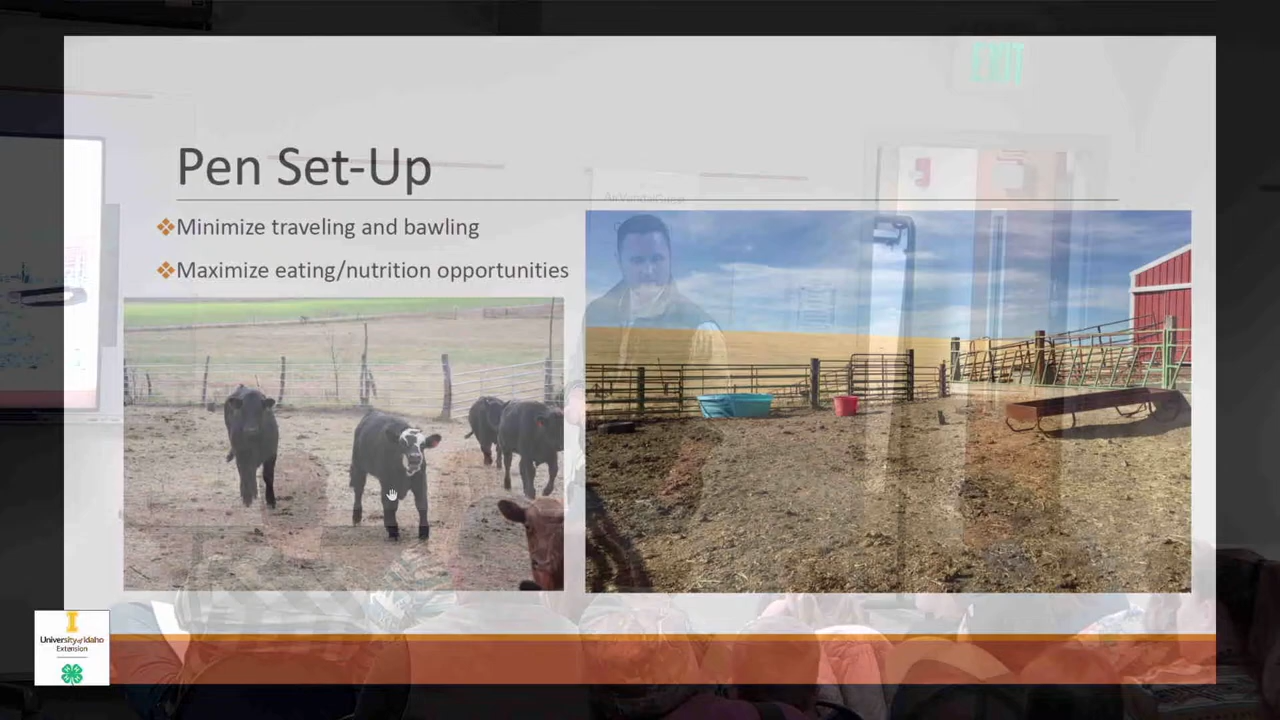 EXIT
Pen Set-Up
Minimize traveling and bawling
Maximize eating/nutrition opportunities
I
University of Idaho
Extension